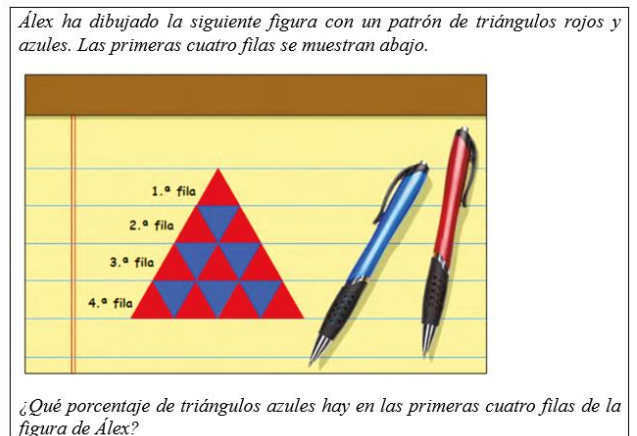 Álex ha dibujado la siguiente figura con un patrón de triángulos rojos y
azules. Las primeras cuatro filas se muestran abajo.
1.ª fila
2.ª fila
3.ª fila
4.ª fila
¿Qué porcentaje de triángulos azules hay en las primeras cuatro filas de la
figura de Álex?